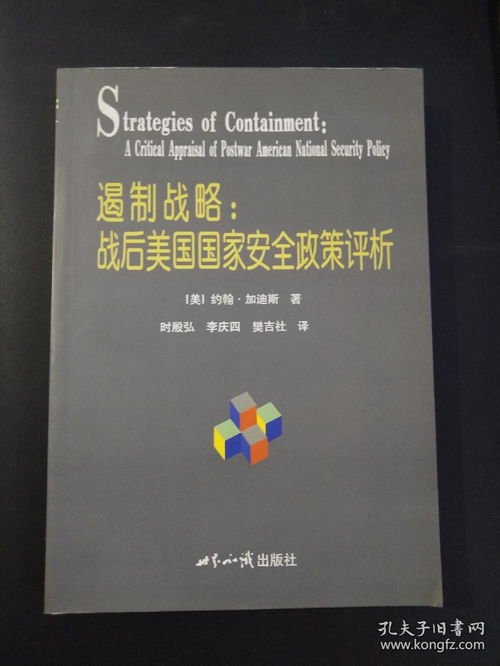 Strategies of Containment:
A Critical Appraisal of Postwar American National Security Policy
遏制战略：
战后美国国家安全政策评析
[美] 约翰·加迪斯 著
时殷弘 李庆四 樊吉社 译
世界知识出版社
孔夫子旧书网
www.kongfz.com